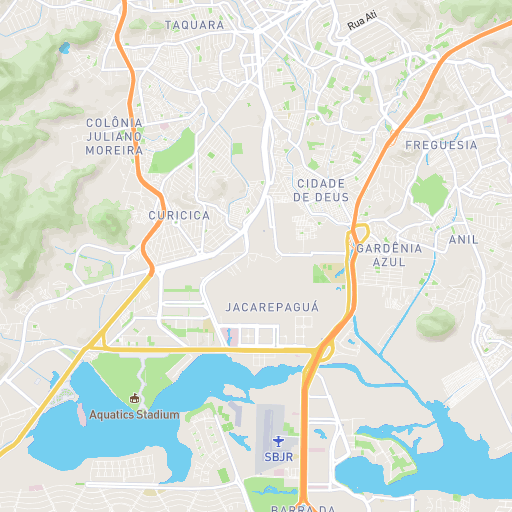 TAQUARA
Rua Ati
COLÔNIA
JULIANO
MOREIRA
FREGUESIA
CIDADE
DE DEUS
CURICICA
ANIL
GARDÊNIA
AZUL
JACAREPAGUÁ
Aquatics Stadium
SBJR
BARRA DA